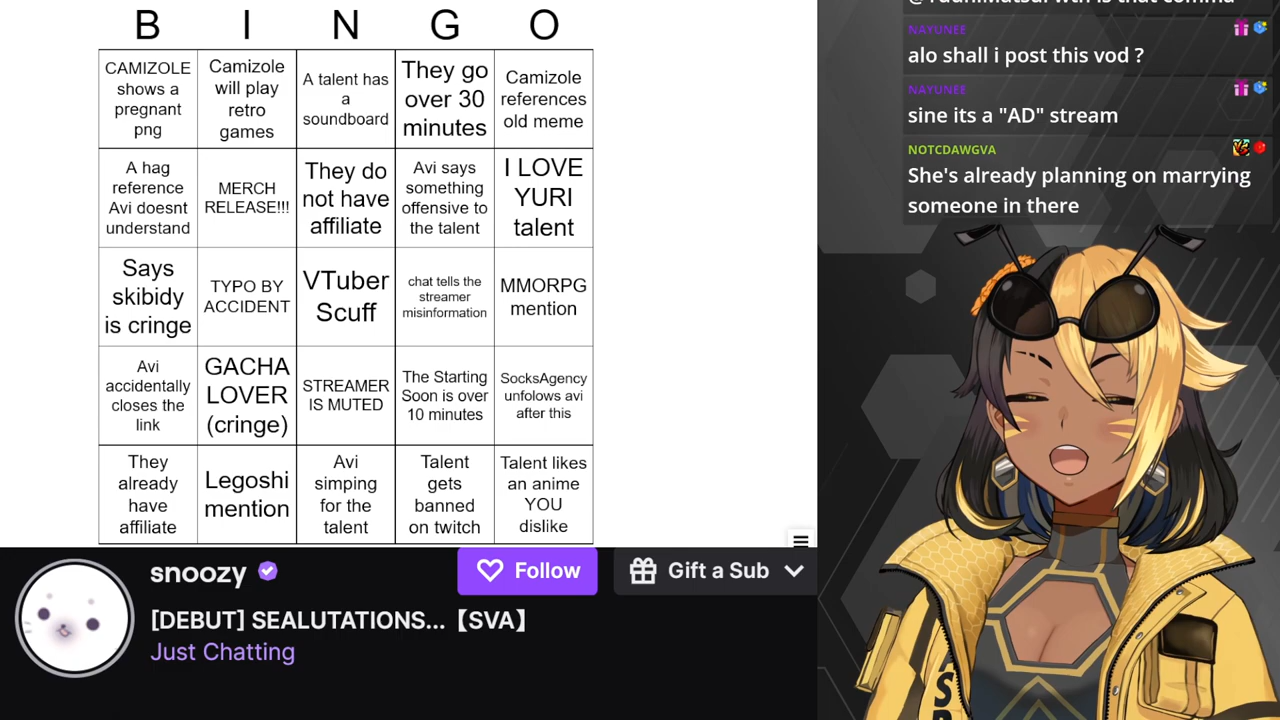 B I N G O
CAMIZOLE
shows a
pregnant
png
Camizole
will play
retro
games
A talent has
a
soundboard
They go
over 30
minutes
Camizole
references
old meme
A hag
reference
Avi doesnt
understand
MERCH
RELEASE!!!
They do
not have
affiliate
Avi says
something
offensive to
the talent
I LOVE
YURI
talent
Says
skibidy
is cringe
TYPO BY
ACCIDENT
VTuber
Scuff
chat tells the
streamer
misinformation
MMORPG
mention
Avi
accidentally
closes the
link
GACHA
LOVER
(cringe)
STREAMER
IS MUTED
The Starting
Soon is over
10 minutes
SocksAgency
unfolows avi
after this
They
already
have
affiliate
Legoshi
mention
Avi
simping
for the
talent
Talent
gets
banned
on twitch
Talent likes
an anime
YOU
dislike
snoozy
Follow
Gift a Sub
[DEBUT] SEALUTATIONS...【SVA】
Just Chatting
NAYUNEE
alo shall i post this vod ?
NAYUNEE
sine its a "AD" stream
NOTCDAWGVA
She's already planning on marrying
someone in there